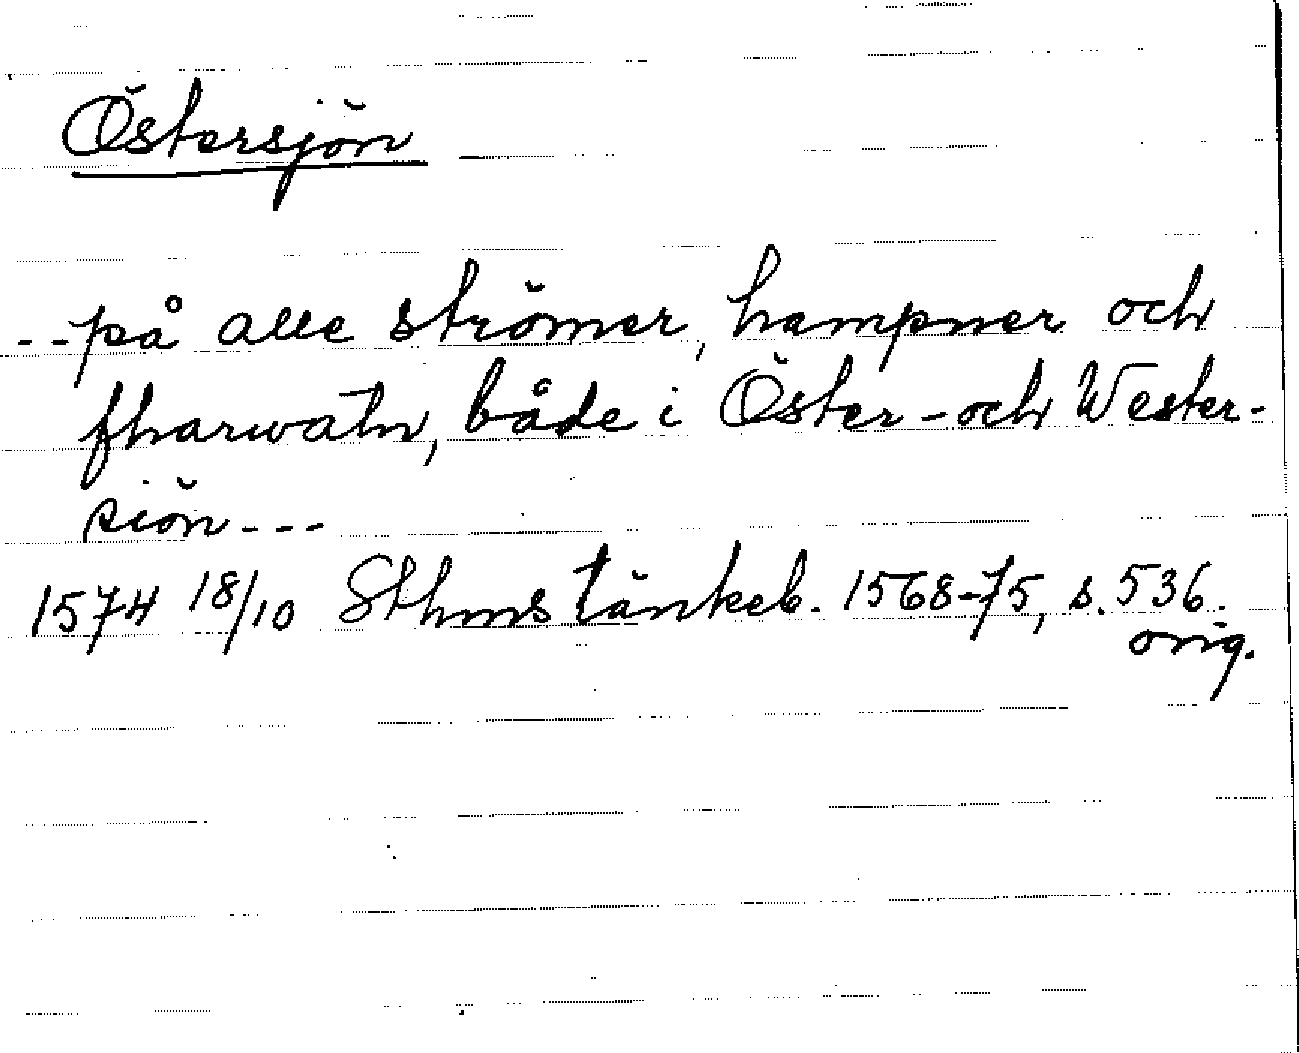 Östersjön
--på alle strömer, hampner och
fharwatn, både i Öster- och Wester-
siön---
1574 18/10 Sthms tänkeb. 1568-75, s. 536.
orig.